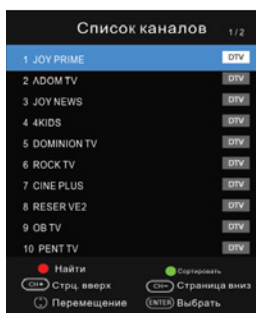 Список каналов 1/2
1 JOY PRIME DTV
2 ADOM TV DTV
3 JOY NEWS DTV
4 4KIDS DTV
5 DOMINION TV DTV
6 ROCK TV DTV
7 CINE PLUS DTV
8 RESER VE2 DTV
9 OB TV DTV
10 PENT TV DTV
Найти Сортировать
CH+ Стрц. вверх CH- Страница вниз
Перемещение ENTER Выбрать